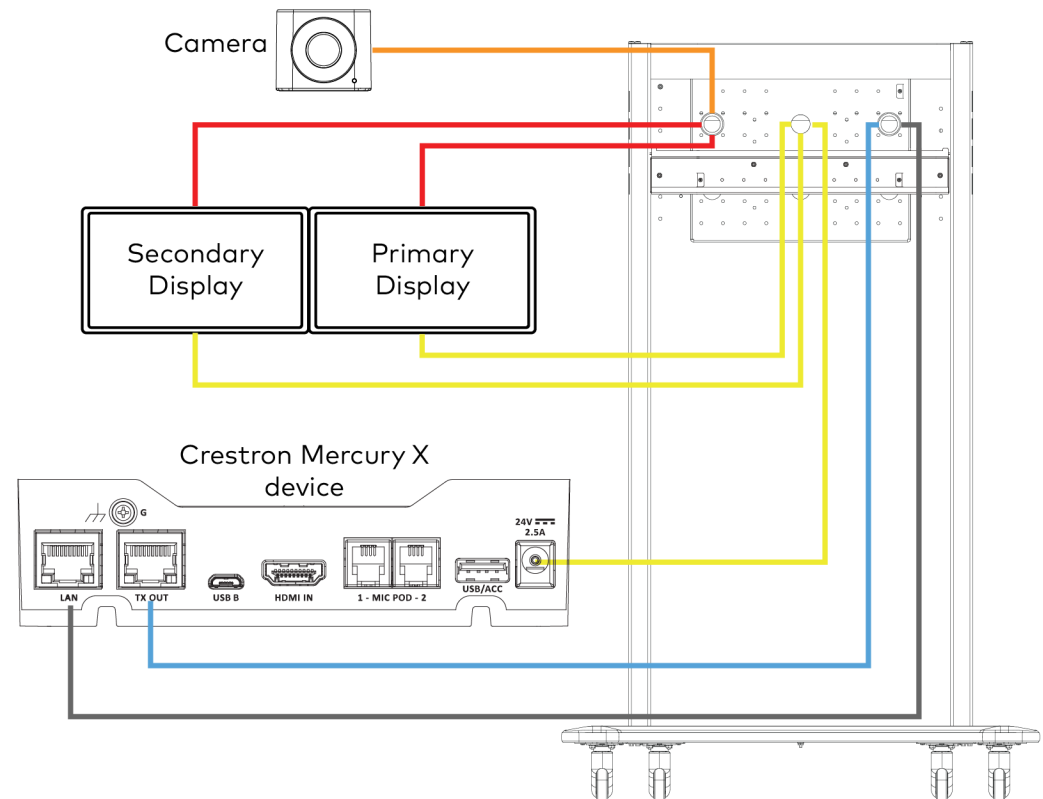 Camera
Secondary
Display
Primary
Display
Crestron Mercury X
device
G
24V
2.5A
LAN
TX OUT
USB B
HDMI IN
1 - MIC POD - 2
USB/ACC